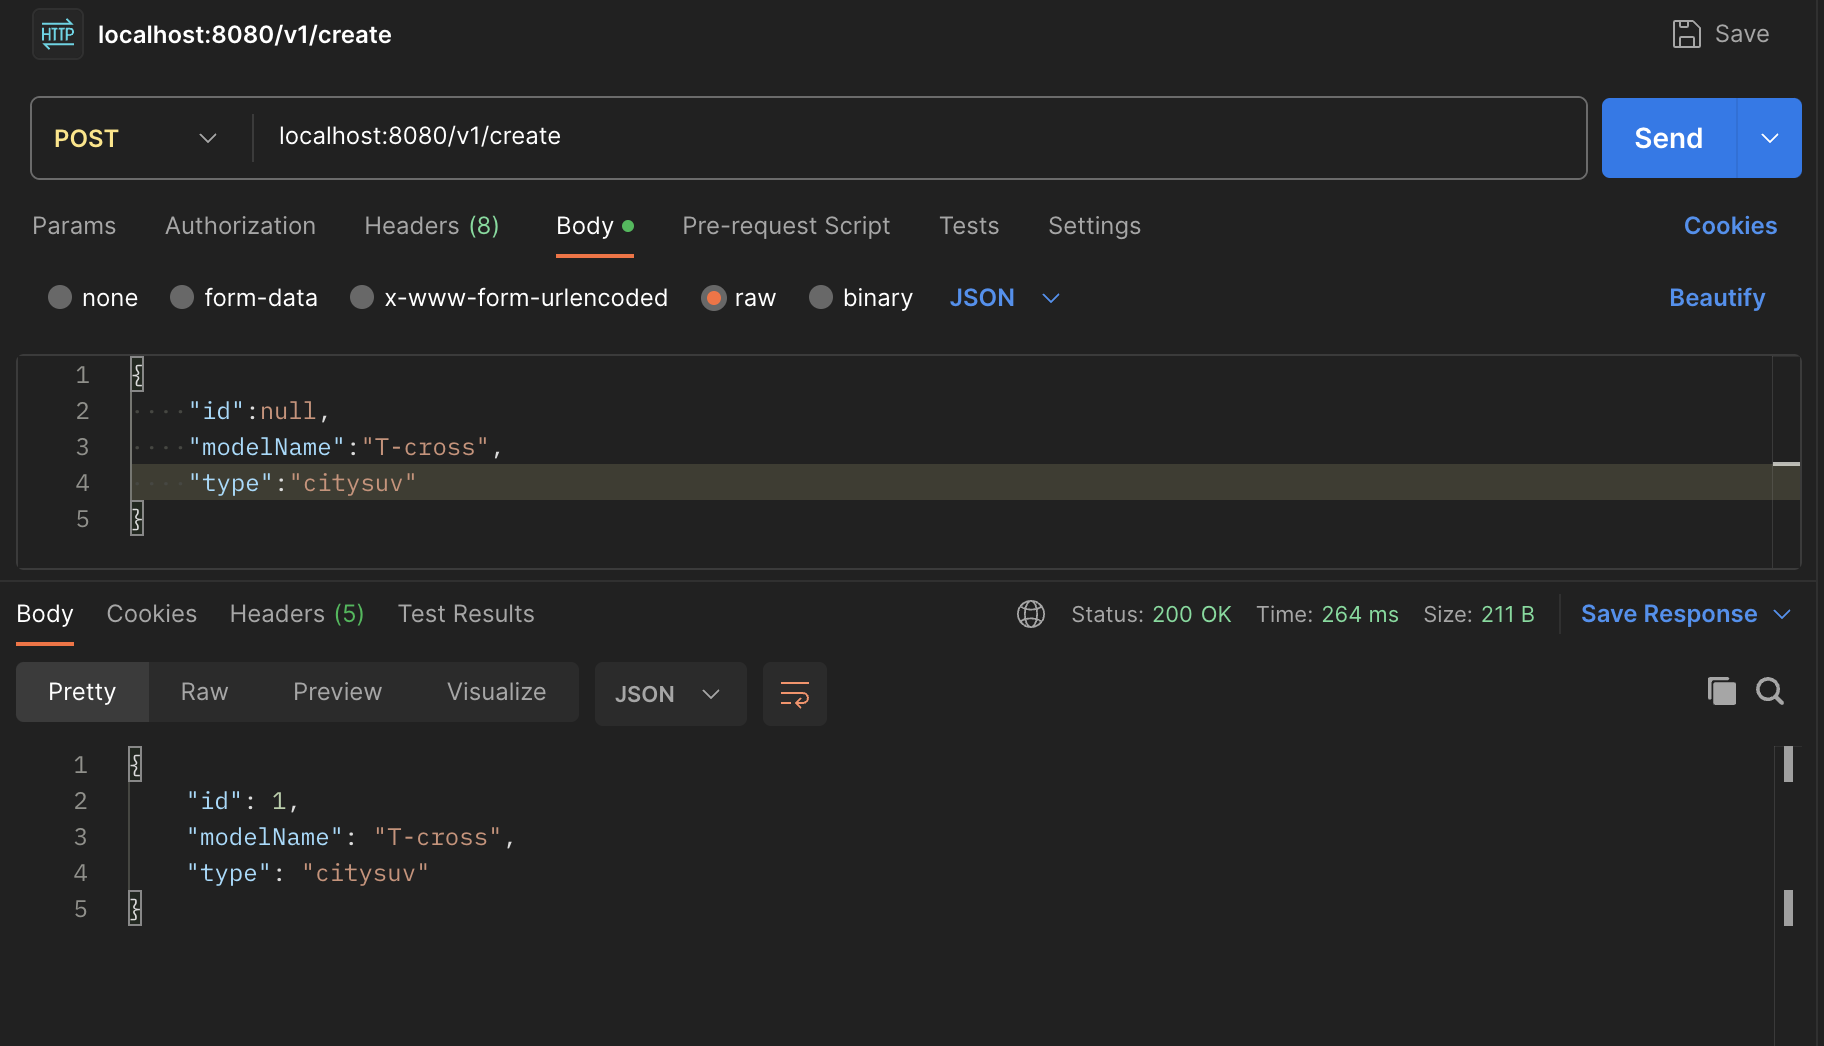 HTTP localhost:8080/v1/create Save
POST localhost:8080/v1/create Send
Params Authorization Headers (8) Body Pre-request Script Tests Settings Cookies
none form-data x-www-form-urlencoded raw binary JSON Beautify
1 {
2 "id":null,
3 "modelName":"T-cross",
4 "type":"citysuv"
5 }
Body Cookies Headers (5) Test Results Status: 200 OK Time: 264 ms Size: 211 B Save Response
Pretty Raw Preview Visualize JSON
1 {
2 "id": 1,
3 "modelName": "T-cross",
4 "type": "citysuv"
5 }